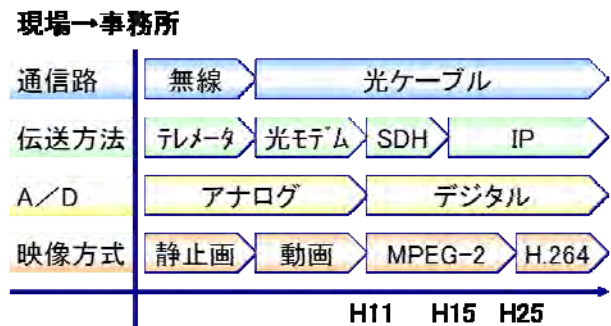 現場→事務所
通信路 無線 光ケーブル
伝送方法 テレメータ 光モデム SDH IP
A/D アナログ デジタル
映像方式 静止画 動画 MPEG-2 H.264
H11 H15 H25